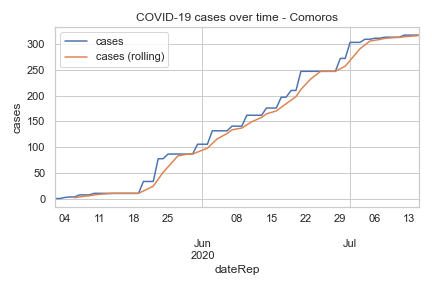 COVID-19 cases over time - Comoros
cases
cases (rolling)
300
250
200
150
100
50
0
cases
04 11 18 25 08 15 22 29 06 13
Jun Jul
2020
dateRep